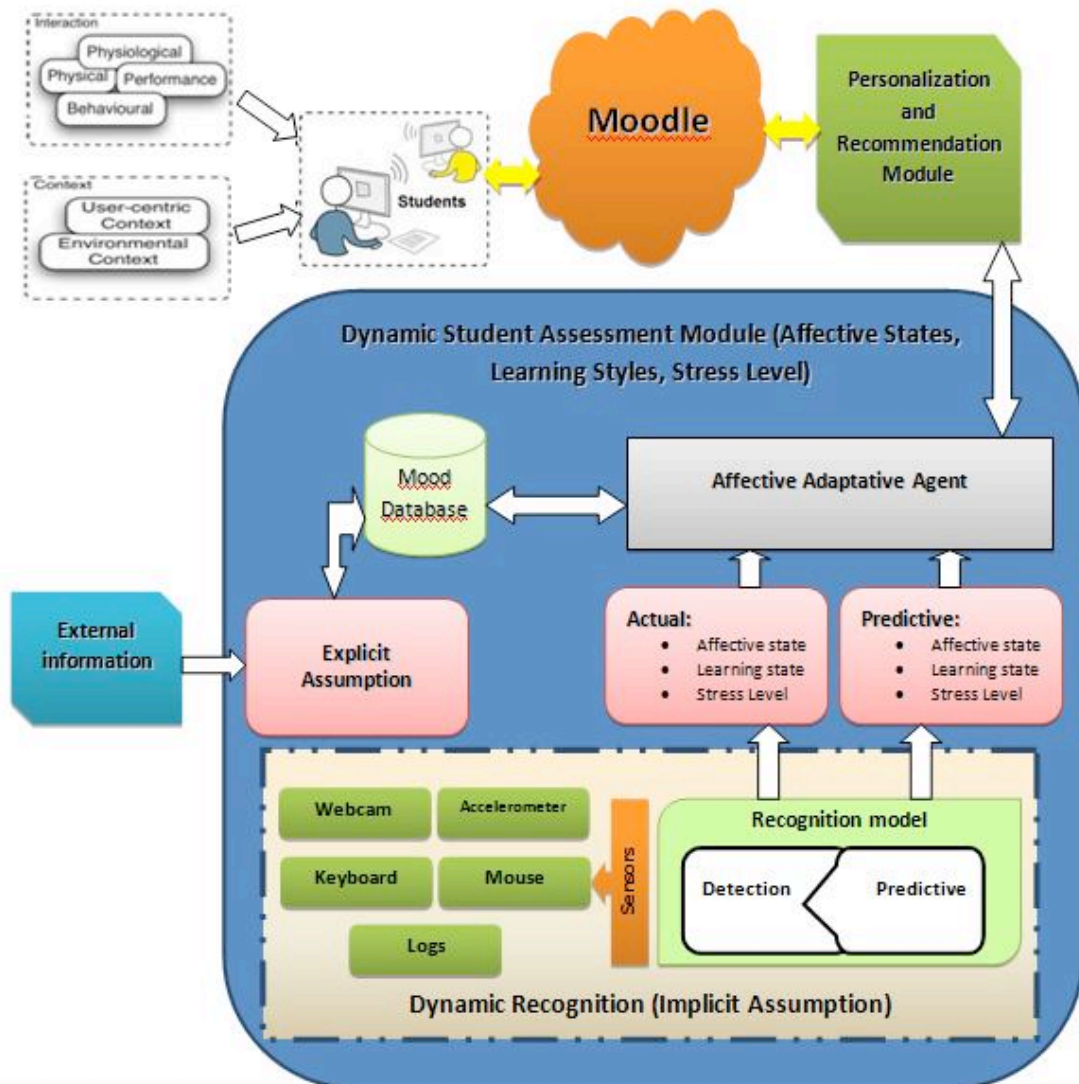 Interaction
Physiological
Physical
Performance
Behavioural
Context
User-centric
Context
Environmental
Context
Students
Moodle
Personalization
and
Recommendation
Module
Dynamic Student Assessment Module (Affective States,
Learning Styles, Stress Level)
Mood
Database
Affective Adaptative Agent
External
information
Explicit
Assumption
Actual:
• Affective state
• Learning state
• Stress Level
Predictive:
• Affective state
• Learning state
• Stress Level
Webcam
Accelerometer
Keyboard
Mouse
Logs
Sensors
Recognition model
Detection
Predictive
Dynamic Recognition (Implicit Assumption)